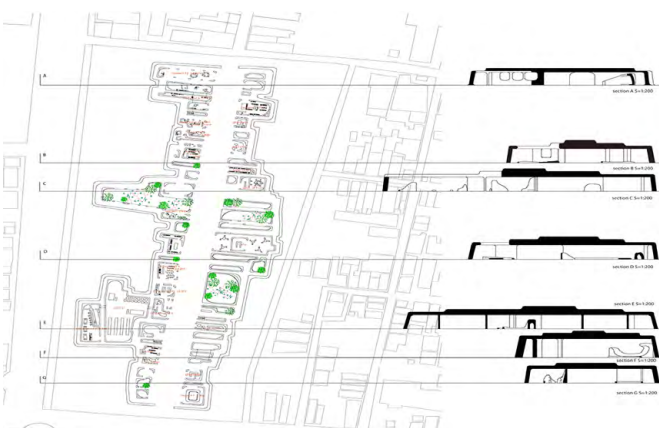 A
section A S=1:200
B
section B S=1:200
C
section C S=1:200
D
section D S=1:200
section E S=1:200
E
F
section F S=1:200
G
section G S=1:200